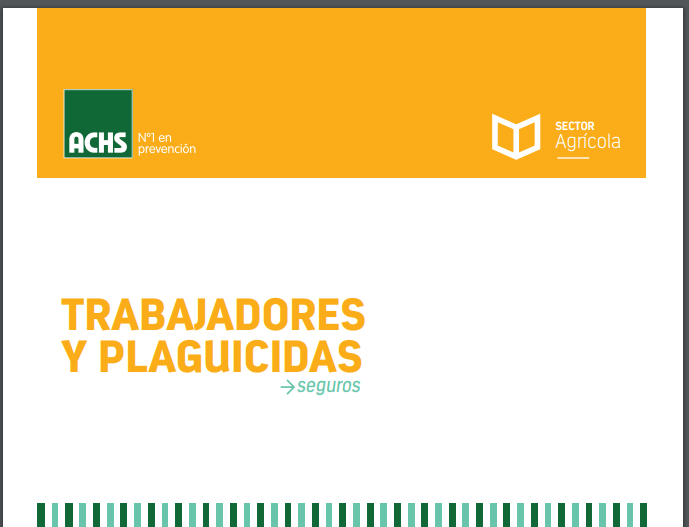 ACHS
N°1 en
prevención
SECTOR
Agrícola
TRABAJADORES
Y PLAGUICIDAS
→seguros